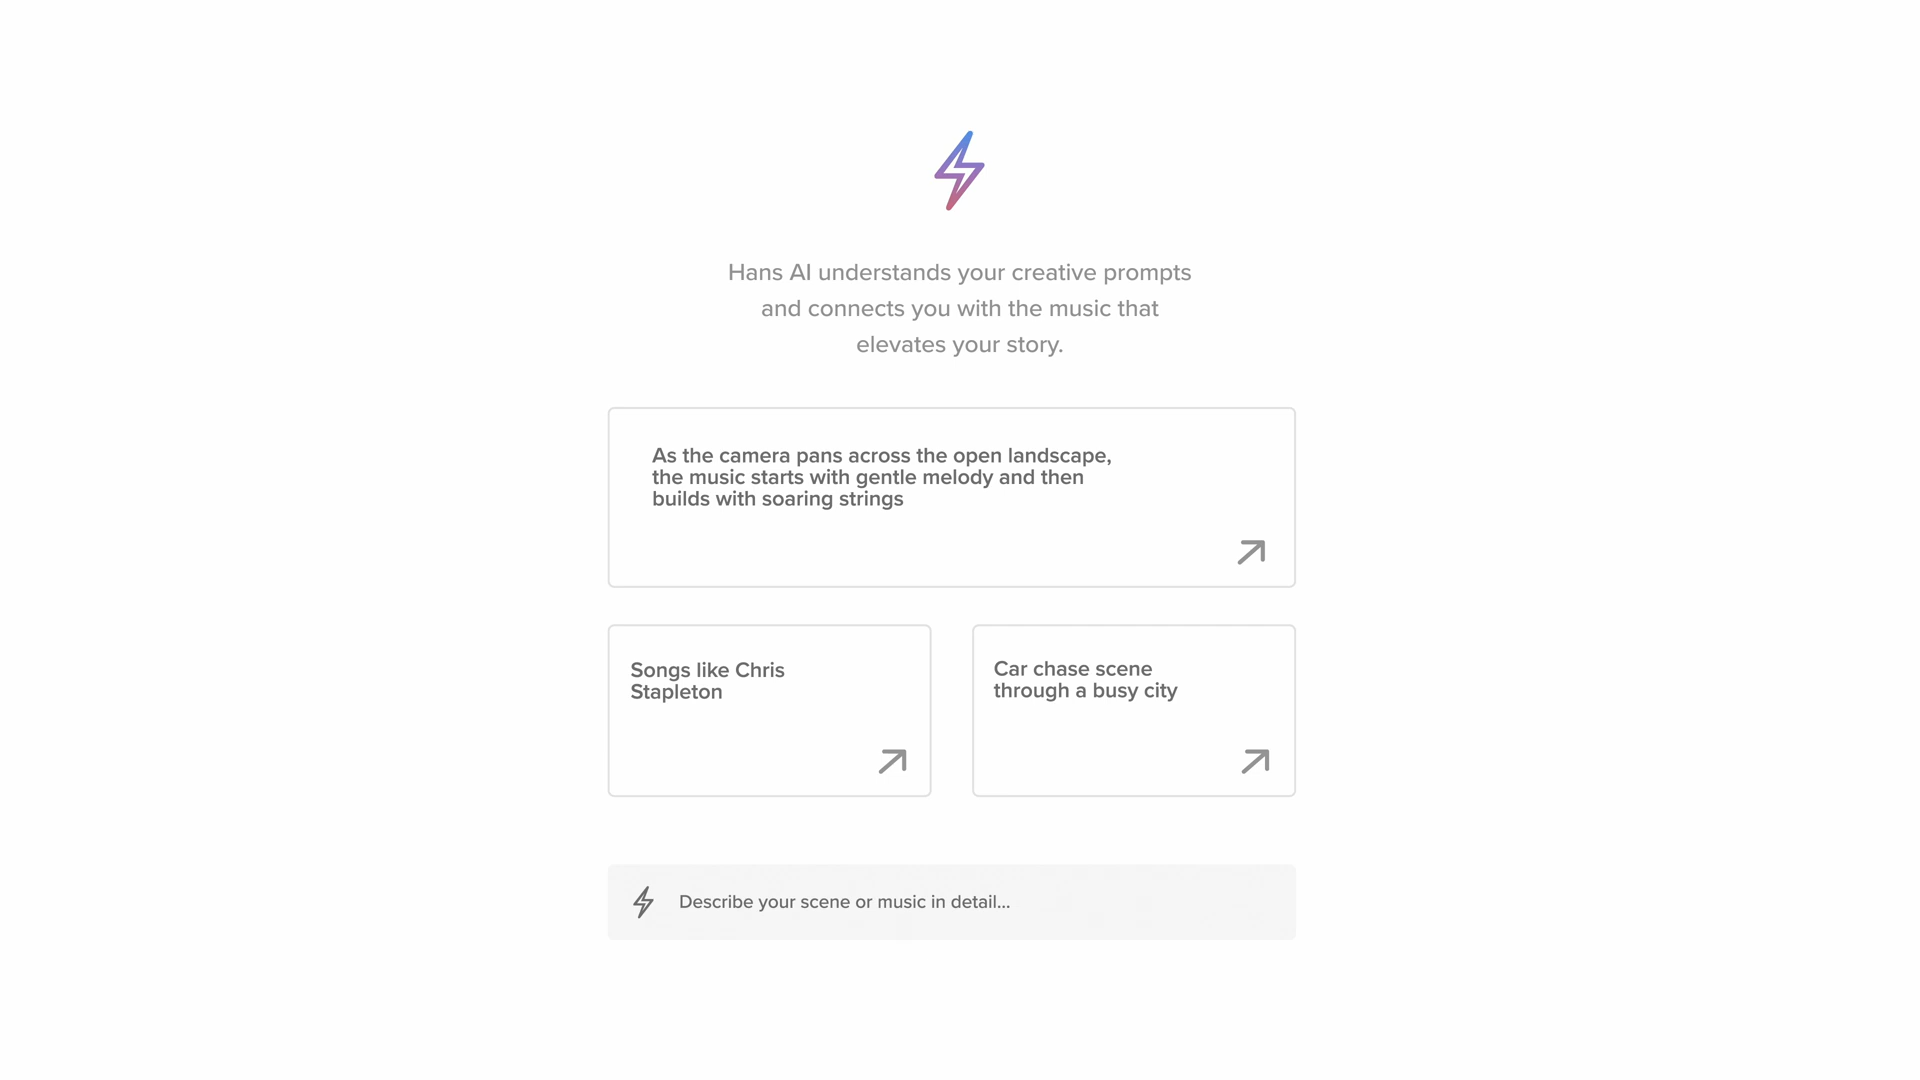 Hans AI understands your creative prompts
and connects you with the music that
elevates your story.
As the camera pans across the open landscape,
the music starts with gentle melody and then
builds with soaring strings
Songs like Chris
Stapleton
Car chase scene
through a busy city
Describe your scene or music in detail...